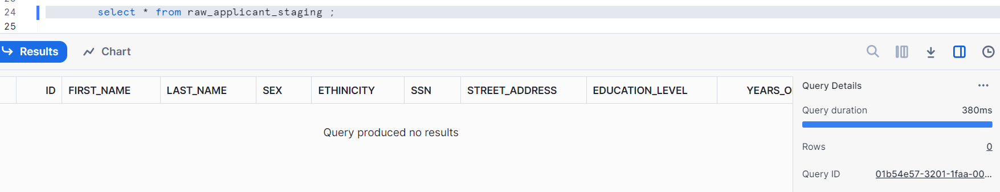 24 select * from raw_applicant_staging ;
25
Results Chart
ID FIRST_NAME LAST_NAME SEX ETHINICITY SSN STREET_ADDRESS EDUCATION_LEVEL YEARS_O
Query produced no results
Query Details ...
Query duration 380ms
Rows 0
Query ID 01b54e57-3201-1faa-00...